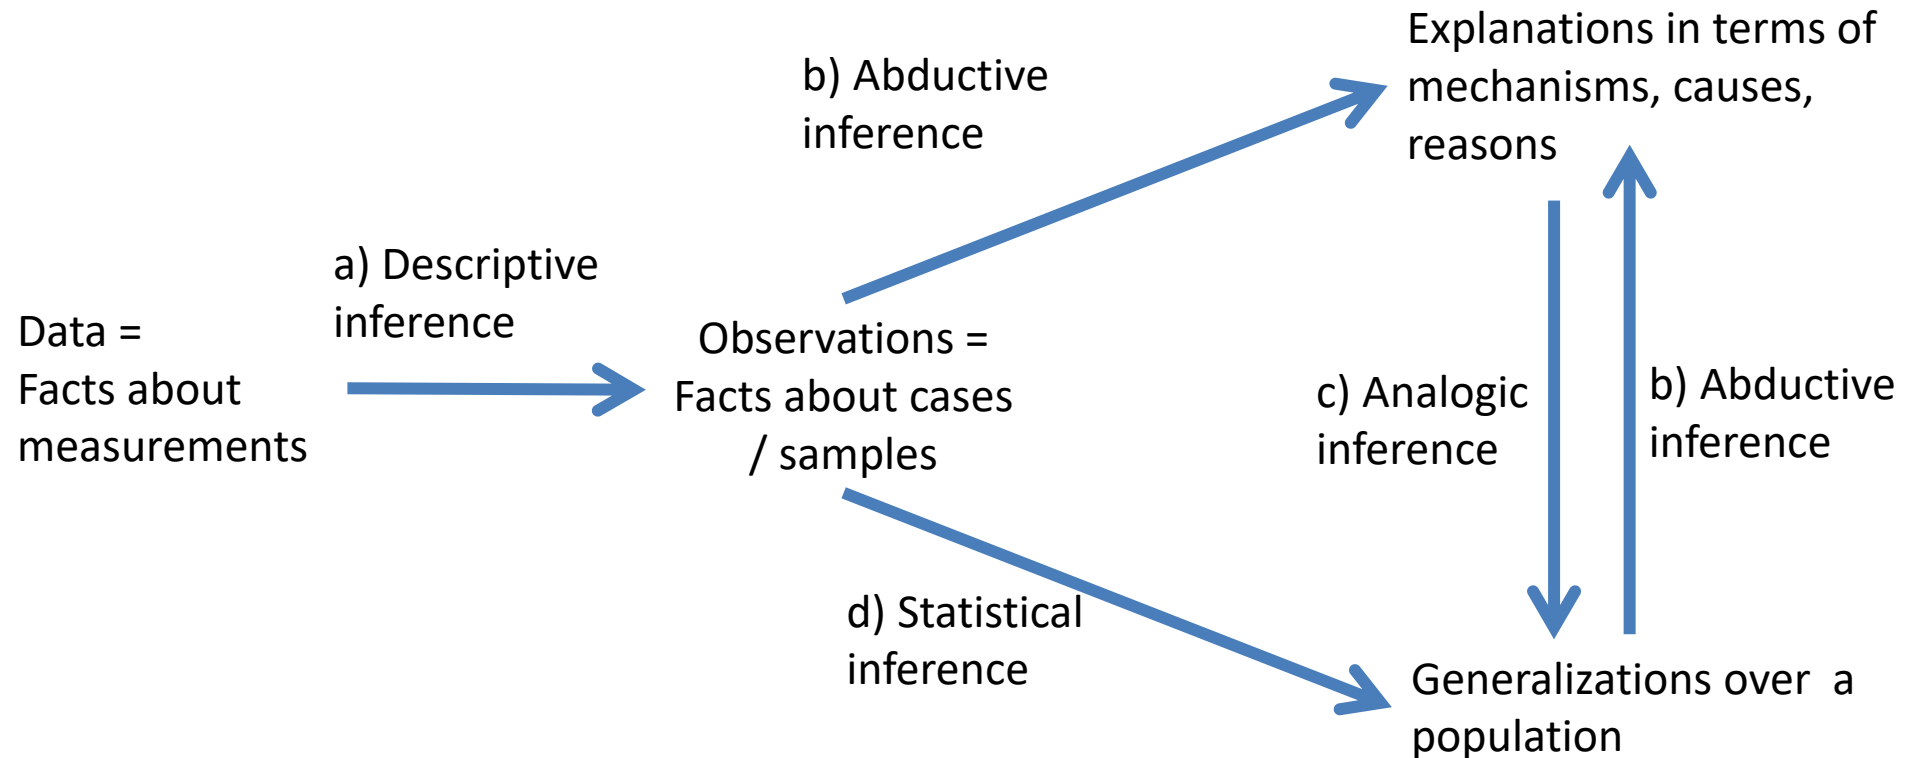 Data =
Facts about
measurements
a) Descriptive
inference
Observations =
Facts about cases
/ samples
b) Abductive
inference
d) Statistical
inference
Explanations in terms of
mechanisms, causes,
reasons
c) Analogic
inference
b) Abductive
inference
Generalizations over  a
population